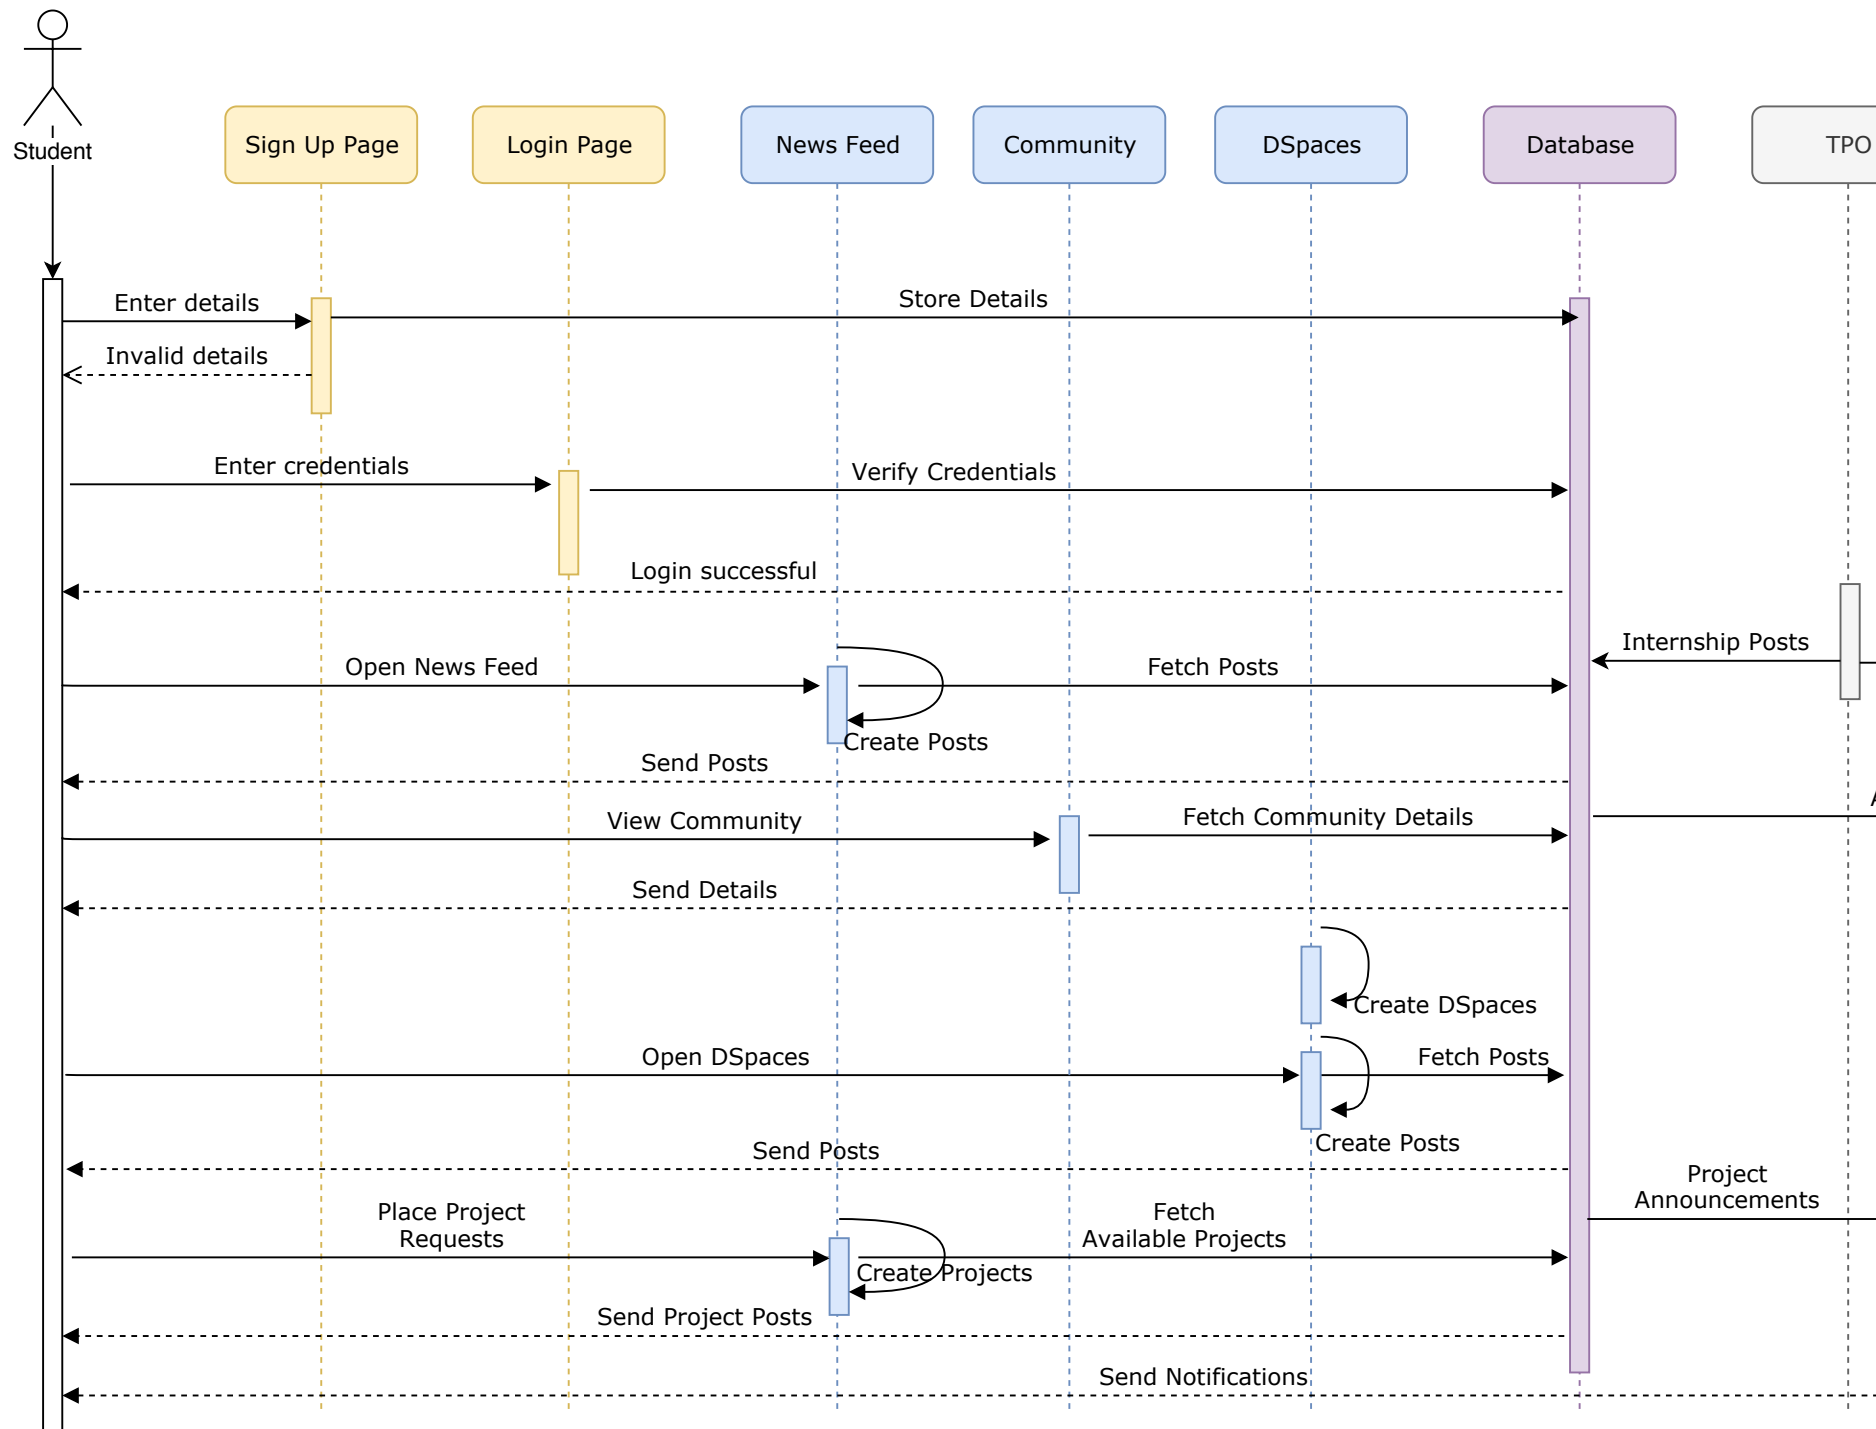 Student
Sign Up Page
Login Page
News Feed
Community
DSpaces
Database
TPO
Enter details
Store Details
Invalid details
Enter credentials
Verify Credentials
Login successful
Internship Posts
Open News Feed
Fetch Posts
Create Posts
Send Posts
View Community
Fetch Community Details
Send Details
Create DSpaces
Open DSpaces
Fetch Posts
Create Posts
Send Posts
Project
Announcements
Place Project
Requests
Fetch
Available Projects
Create Projects
Send Project Posts
Send Notifications